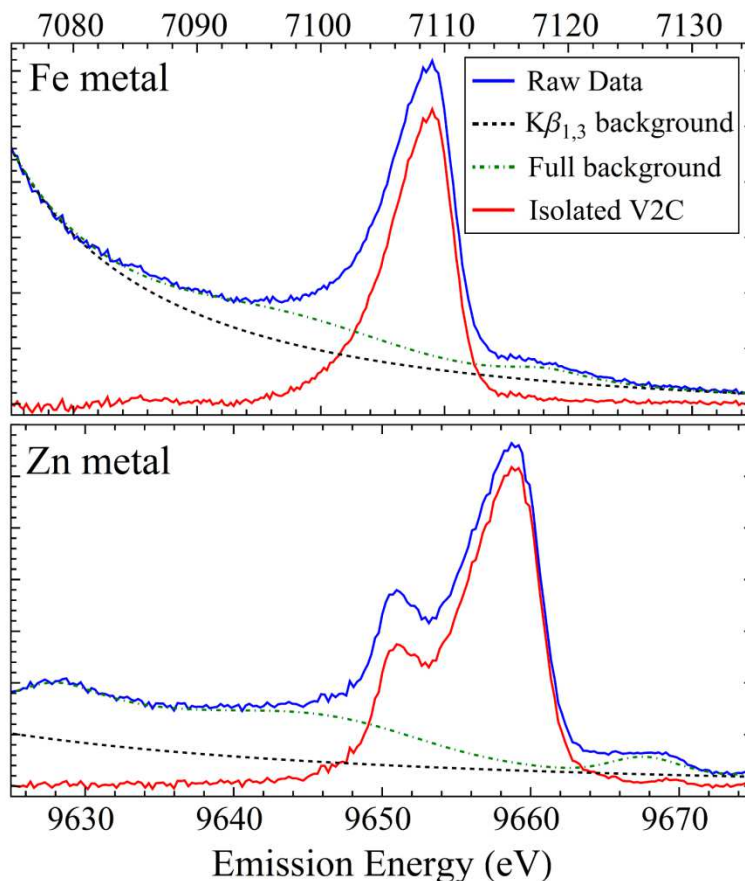 7080 7090 7100 7110 7120 7130
Fe metal
Raw Data
Kβ1,3 background
Full background
Isolated V2C
Zn metal
9630 9640 9650 9660 9670
Emission Energy (eV)